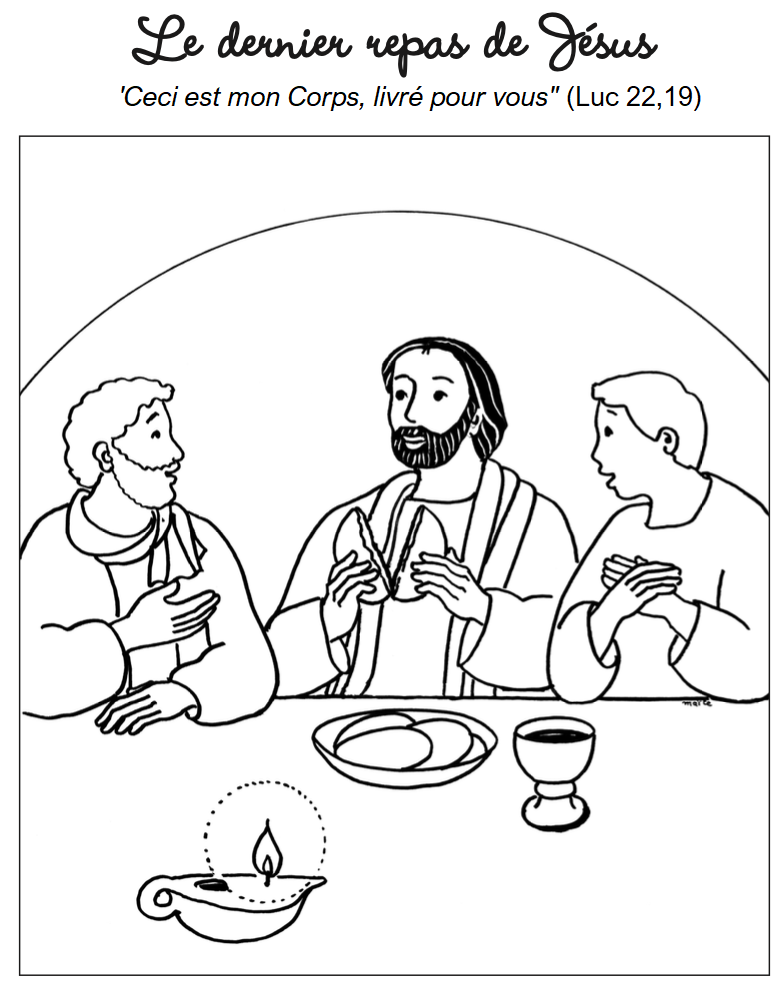 Le dernier repas de Jésus
'Ceci est mon Corps, livré pour vous" (Luc 22,19)